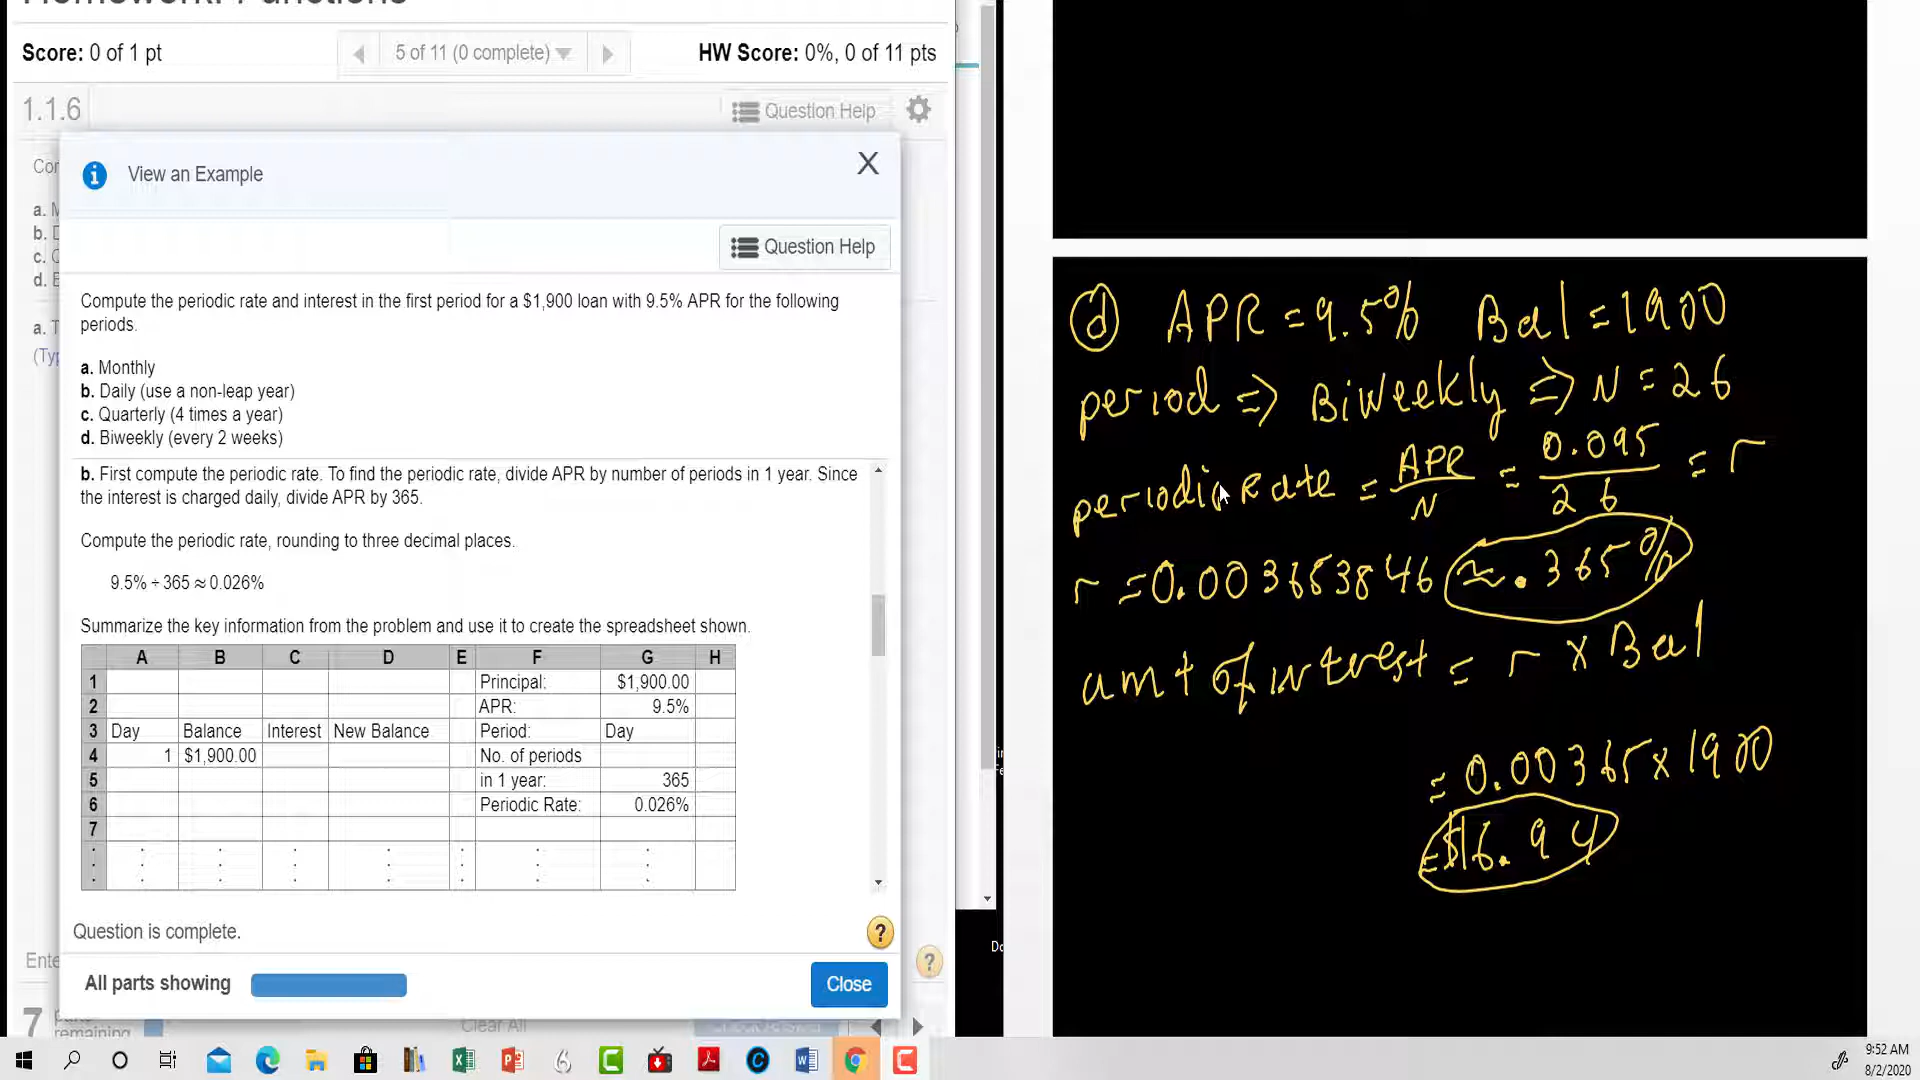 Score: 0 of 1 pt
5 of 11 (0 complete)
HW Score: 0%, 0 of 11 pts
1.1.6
Question Help
View an Example
X
Question Help
Compute the periodic rate and interest in the first period for a $1,900 loan with 9.5% APR for the following
periods.
a. Monthly
b. Daily (use a non-leap year)
c. Quarterly (4 times a year)
d. Biweekly (every 2 weeks)
b. First compute the periodic rate. To find the periodic rate, divide APR by number of periods in 1 year. Since
the interest is charged daily, divide APR by 365.
Compute the periodic rate, rounding to three decimal places.
9.5% ÷ 365 ≈ 0.026%
Summarize the key information from the problem and use it to create the spreadsheet shown.
A B C D E F G H
1 Principal: $1,900.00
2 APR: 9.5%
3 Day Balance Interest New Balance Period: Day
4 1 $1,900.00 No. of periods
5 in 1 year: 365
6 Periodic Rate: 0.026%
7
Question is complete.
?
All parts showing
Close
7
remaining
Clear All
d APR = 9.5% Bal = 1900
period => BiWeekly => N = 26
periodic Rate = APR/N = 0.095/26 = r
r = 0.003653846 ≈ .365%
amt of interest = r × Bal
= 0.00365 × 1900
= $16.94
9:52 AM
8/2/2020